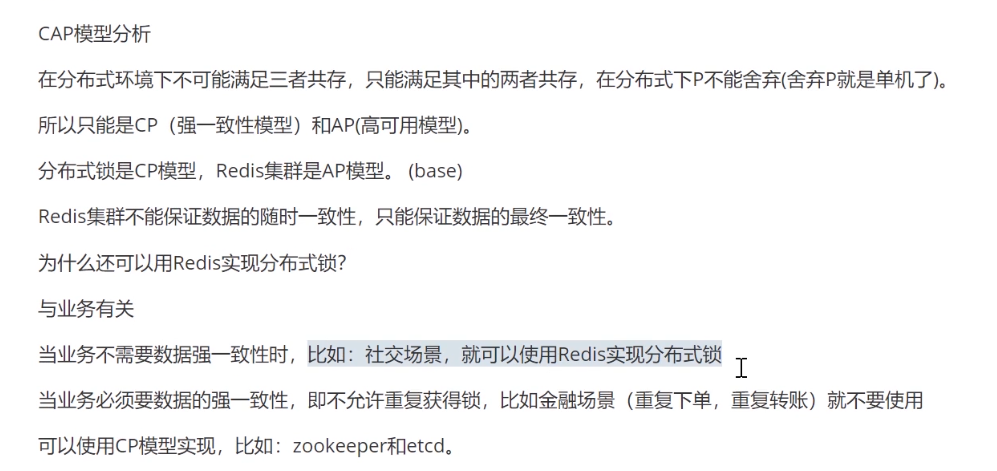 CAP模型分析
在分布式环境下不可能满足三者共存，只能满足其中的两者共存，在分布式下P不能舍弃(舍弃P就是单机了)。
所以只能是CP（强一致性模型）和AP(高可用模型)。
分布式锁是CP模型，Redis集群是AP模型。 (base)
Redis集群不能保证数据的随时一致性，只能保证数据的最终一致性。
为什么还可以用Redis实现分布式锁?
与业务有关
当业务不需要数据强一致性时，比如：社交场景，就可以使用Redis实现分布式锁
当业务必须要数据的强一致性，即不允许重复获得锁，比如金融场景（重复下单，重复转账）就不要使用
可以使用CP模型实现，比如：zookeeper和etcd。